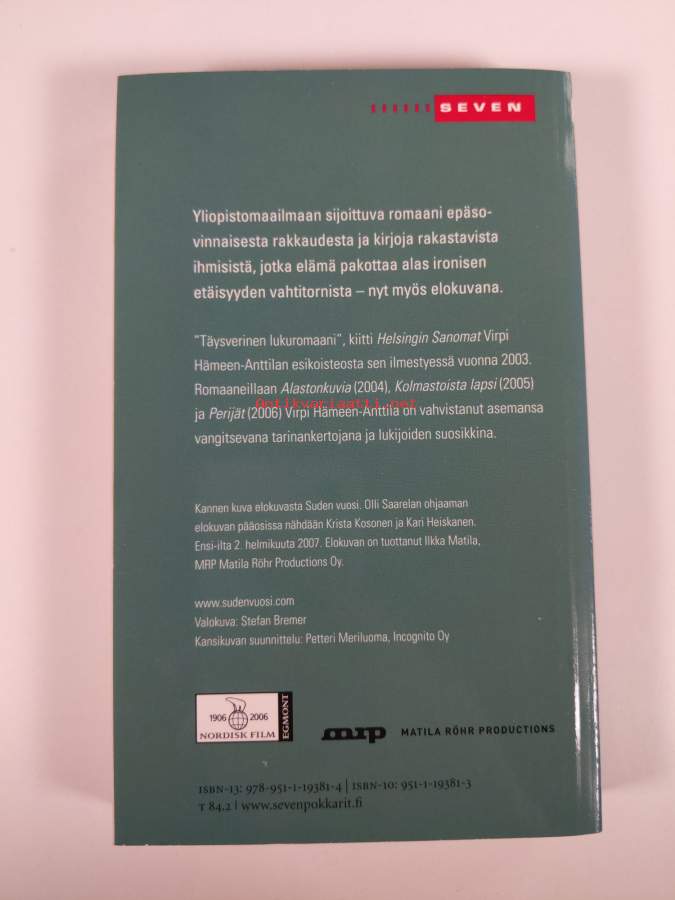 SEVEN
Yliopistomaailmaan sijoittuva romaani epäso-
vinnaisesta rakkaudesta ja kirjoja rakastavista
ihmisistä, jotka elämä pakottaa alas ironisen
etäisyyden vahtitornista – nyt myös elokuvana.
"Täysverinen lukuromaani", kiitti Helsingin Sanomat Virpi
Hämeen-Anttilan esikoisteosta sen ilmestyessä vuonna 2003.
Romaaneillaan Alastonkuvia (2004), Kolmastoista lapsi (2005)
Antikvariaatti.net
ja Perijät (2006) Virpi Hämeen-Anttila on vahvistanut asemansa
vangitsevana tarinankertojana ja lukijoiden suosikkina.
Kannen kuva elokuvasta Suden vuosi. Olli Saarelan ohjaaman
elokuvan pääosissa nähdään Krista Kosonen ja Kari Heiskanen.
Ensi-ilta 2. helmikuuta 2007. Elokuvan on tuottanut Ilkka Matila,
MRP Matila Röhr Productions Oy.
www.sudenvuosi.com
Valokuva: Stefan Bremer
Kansikuvan suunnittelu: Petteri Meriluoma, Incognito Oy
1906 2006
NORDISK FILM
EGMONT
mrp MATILA RÖHR PRODUCTIONS
ISBN-13: 978-951-1-19381-4 | ISBN-10: 951-1-19381-3
T 84.2 | www.sevenpokkarit.fi